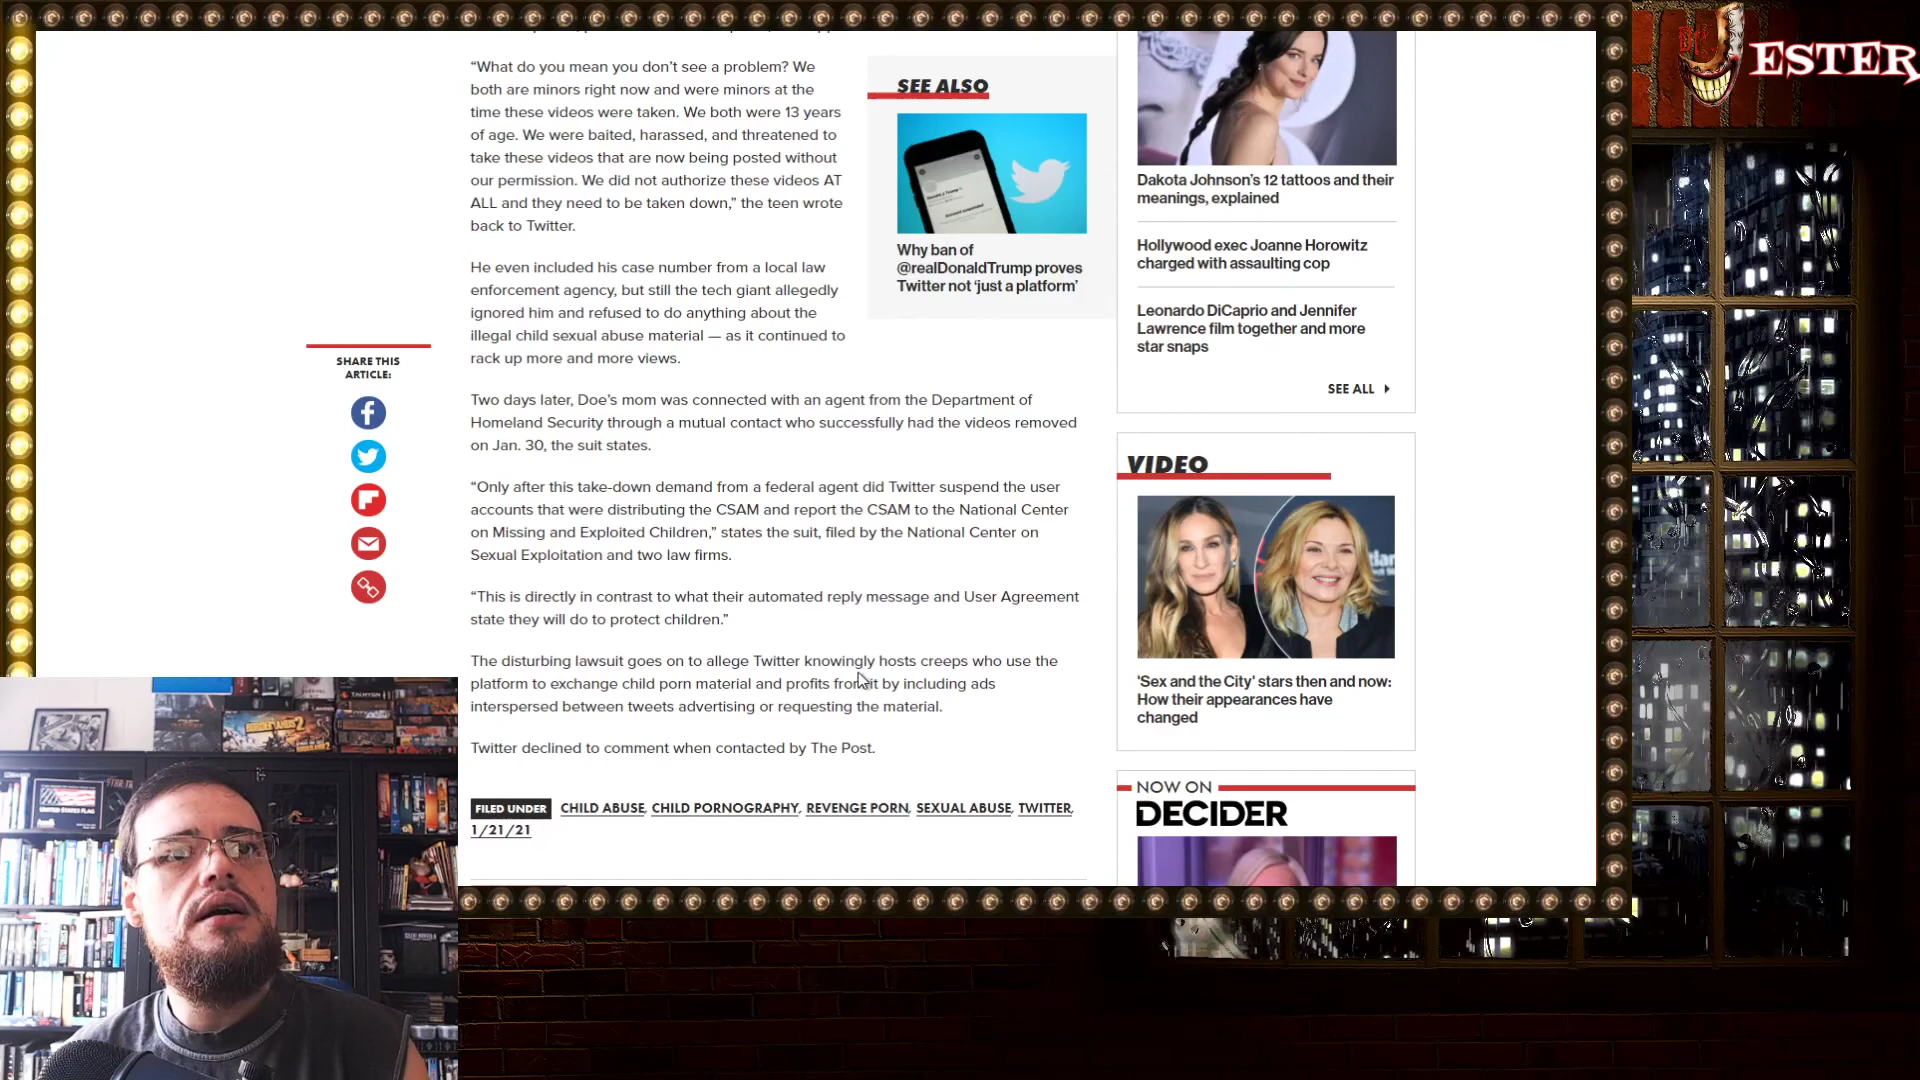 “What do you mean you don’t see a problem? We
both are minors right now and were minors at the
time these videos were taken. We both were 13 years
of age. We were baited, harassed, and threatened to
take these videos that are now being posted without
our permission. We did not authorize these videos AT
ALL and they need to be taken down,” the teen wrote
back to Twitter.
He even included his case number from a local law
enforcement agency, but still the tech giant allegedly
ignored him and refused to do anything about the
illegal child sexual abuse material — as it continued to
rack up more and more views.
Two days later, Doe’s mom was connected with an agent from the Department of
Homeland Security through a mutual contact who successfully had the videos removed
on Jan. 30, the suit states.
“Only after this take-down demand from a federal agent did Twitter suspend the user
accounts that were distributing the CSAM and report the CSAM to the National Center
on Missing and Exploited Children,” states the suit, filed by the National Center on
Sexual Exploitation and two law firms.
“This is directly in contrast to what their automated reply message and User Agreement
state they will do to protect children.”
The disturbing lawsuit goes on to allege Twitter knowingly hosts creeps who use the
platform to exchange child porn material and profits from it by including ads
interspersed between tweets advertising or requesting the material.
Twitter declined to comment when contacted by The Post.
FILED UNDER CHILD ABUSE, CHILD PORNOGRAPHY, REVENGE PORN, SEXUAL ABUSE, TWITTER,
1/21/21
SHARE THIS
ARTICLE:
SEE ALSO
Why ban of
@realDonaldTrump proves
Twitter not ‘just a platform’
Dakota Johnson’s 12 tattoos and their
meanings, explained
Hollywood exec Joanne Horowitz
charged with assaulting cop
Leonardo DiCaprio and Jennifer
Lawrence film together and more
star snaps
SEE ALL
VIDEO
'Sex and the City' stars then and now:
How their appearances have
changed
NOW ON
DECIDER
ESTER
BORDERLANDS 2
UNITED STATES FLAG